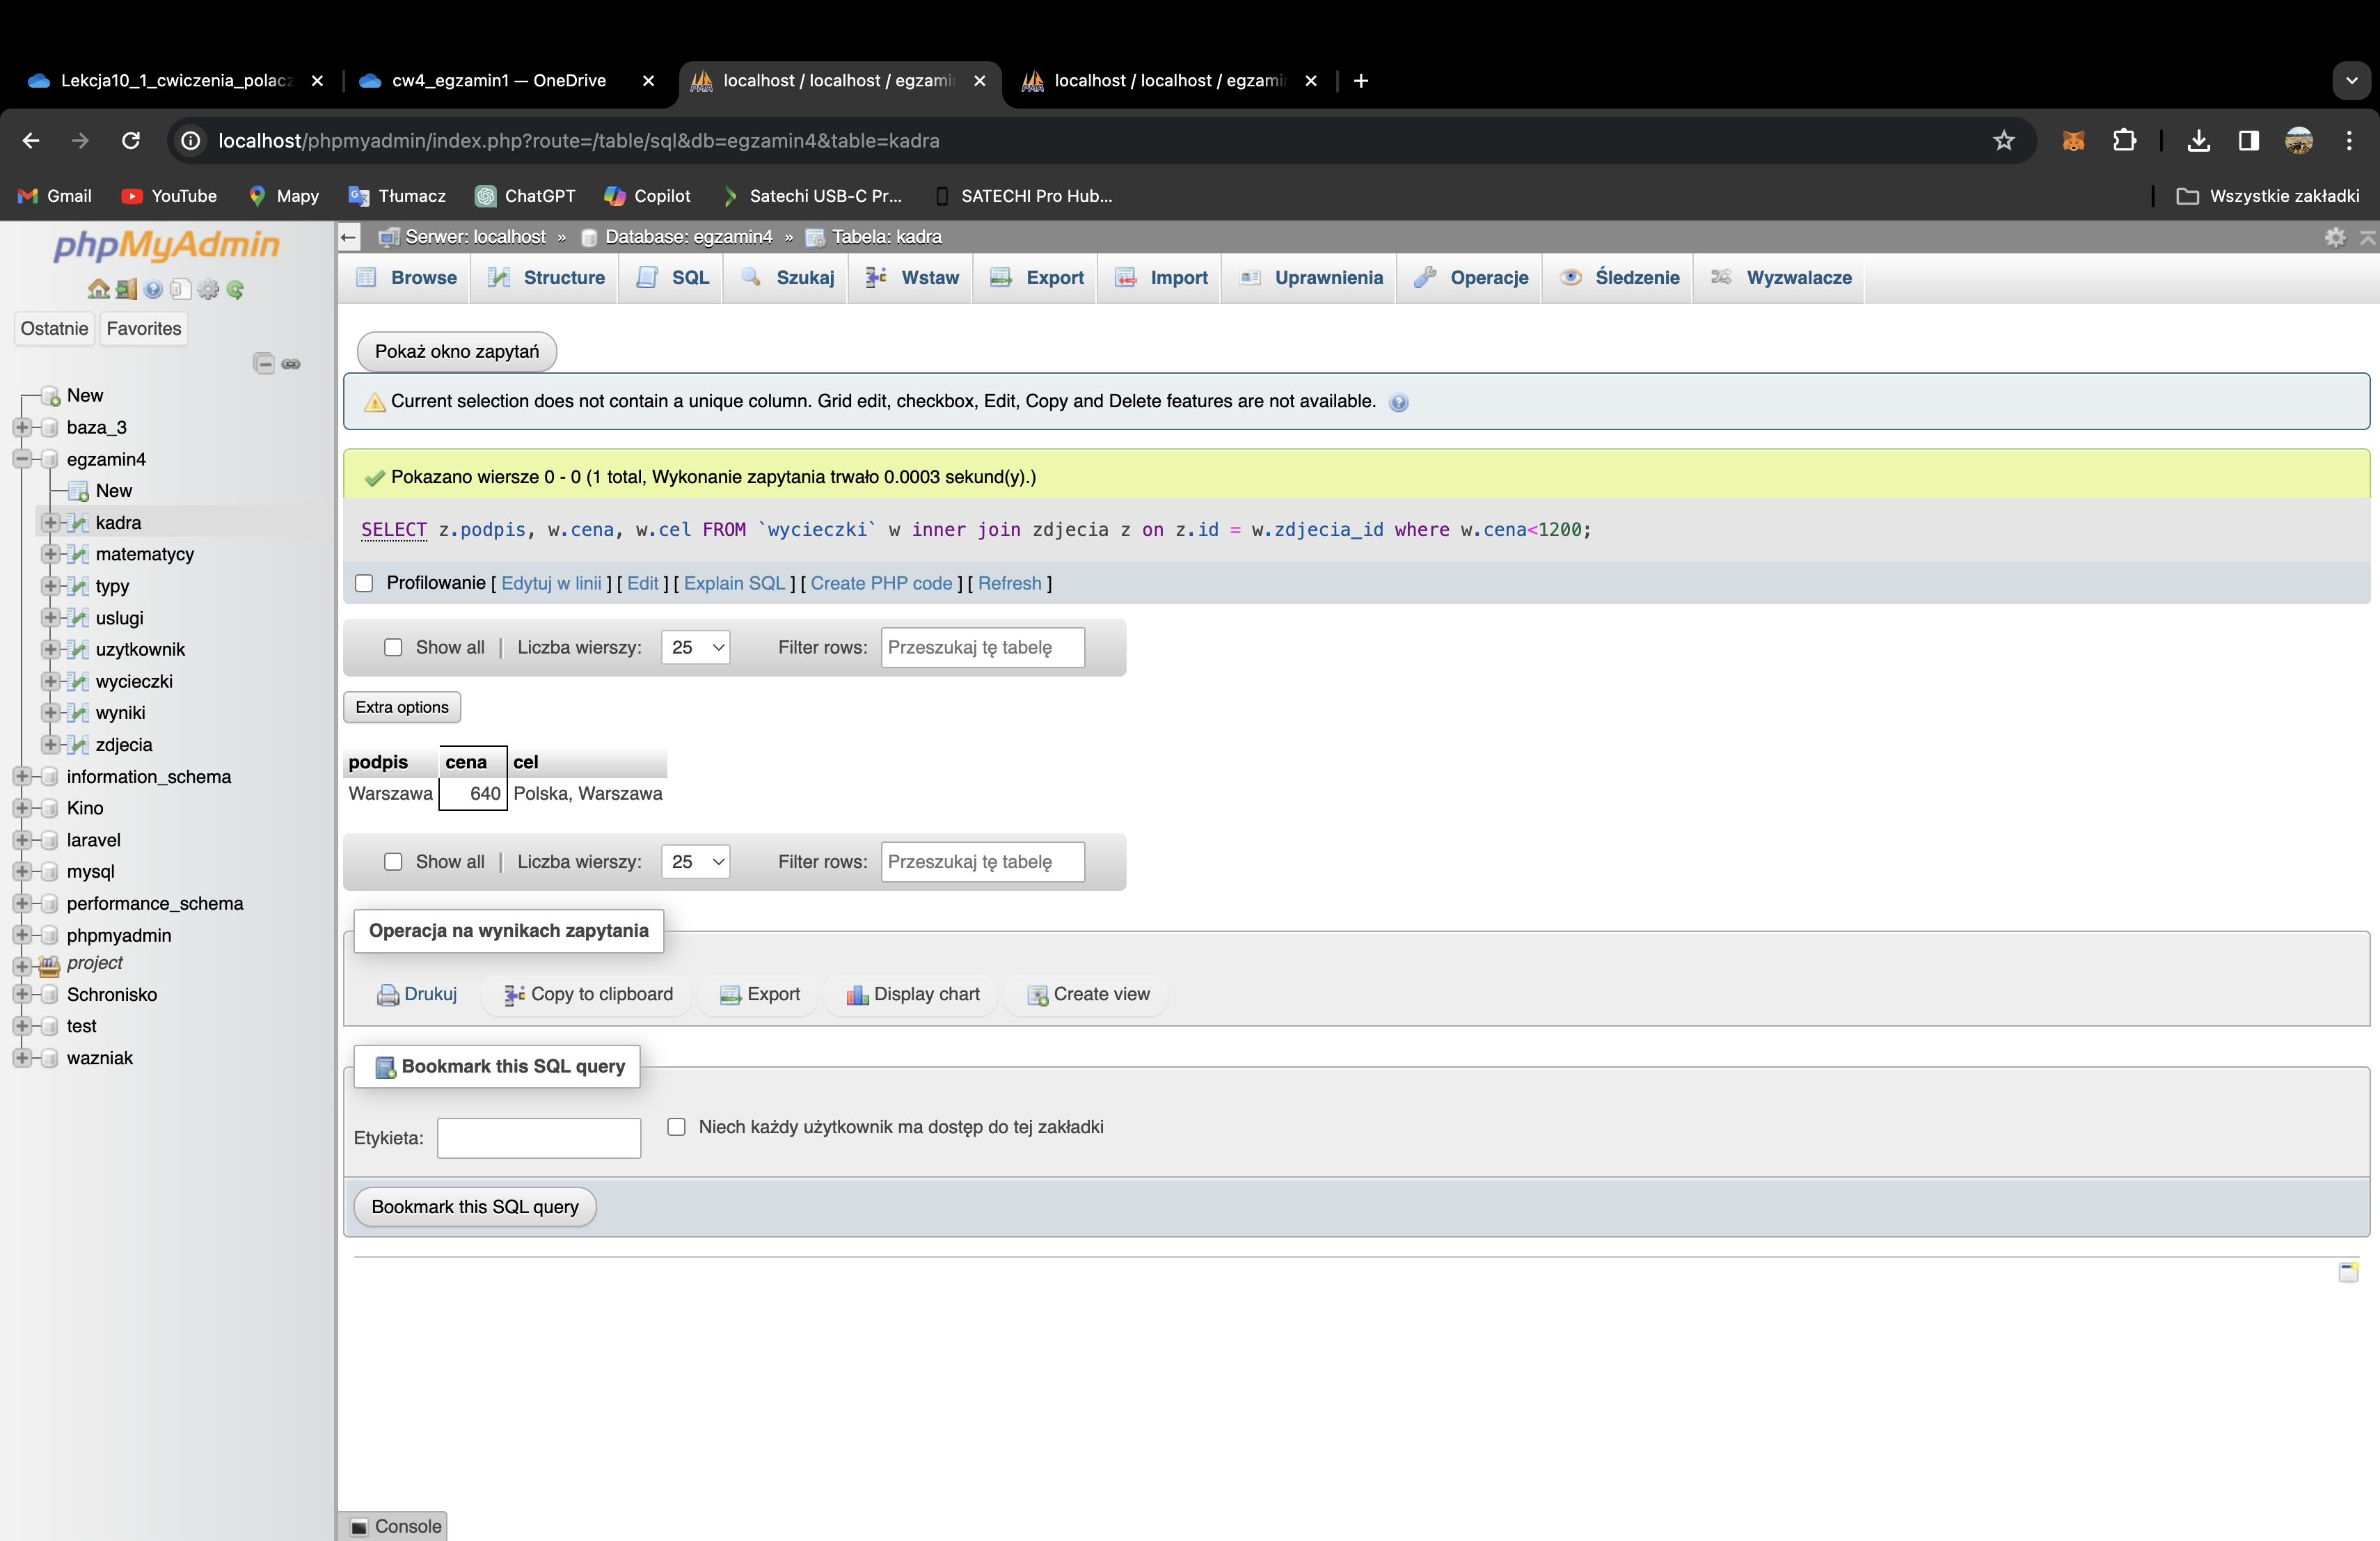 Lekcja10_1_cwiczenia_polacz
cw4_egzamin1 — OneDrive
localhost / localhost / egzamin
localhost / localhost / egzamin
localhost/phpmyadmin/index.php?route=/table/sql&db=egzamin4&table=kadra
Gmail YouTube Mapy Tłumacz ChatGPT Copilot Satechi USB-C Pr... SATECHI Pro Hub... Wszystkie zakładki
phpMyAdmin
Ostatnie Favorites
New
baza_3
egzamin4
New
kadra
matematycy
typy
uslugi
uzytkownik
wycieczki
wyniki
zdjecia
information_schema
Kino
laravel
mysql
performance_schema
phpmyadmin
project
Schronisko
test
wazniak
Serwer: localhost » Database: egzamin4 » Tabela: kadra
Browse Structure SQL Szukaj Wstaw Export Import Uprawnienia Operacje Śledzenie Wyzwalacze
Pokaż okno zapytań
Current selection does not contain a unique column. Grid edit, checkbox, Edit, Copy and Delete features are not available.
Pokazano wiersze 0 - 0 (1 total, Wykonanie zapytania trwało 0.0003 sekund(y).)
SELECT z.podpis, w.cena, w.cel FROM `wycieczki` w inner join zdjecia z on z.id = w.zdjecia_id where w.cena<1200;
Profilowanie [ Edytuj w linii ] [ Edit ] [ Explain SQL ] [ Create PHP code ] [ Refresh ]
Show all | Liczba wierszy: 25 Filter rows: Przeszukaj tę tabelę
Extra options
podpis cena cel
Warszawa 640 Polska, Warszawa
Show all | Liczba wierszy: 25 Filter rows: Przeszukaj tę tabelę
Operacja na wynikach zapytania
Drukuj Copy to clipboard Export Display chart Create view
Bookmark this SQL query
Etykieta: Niech każdy użytkownik ma dostęp do tej zakładki
Bookmark this SQL query
Console